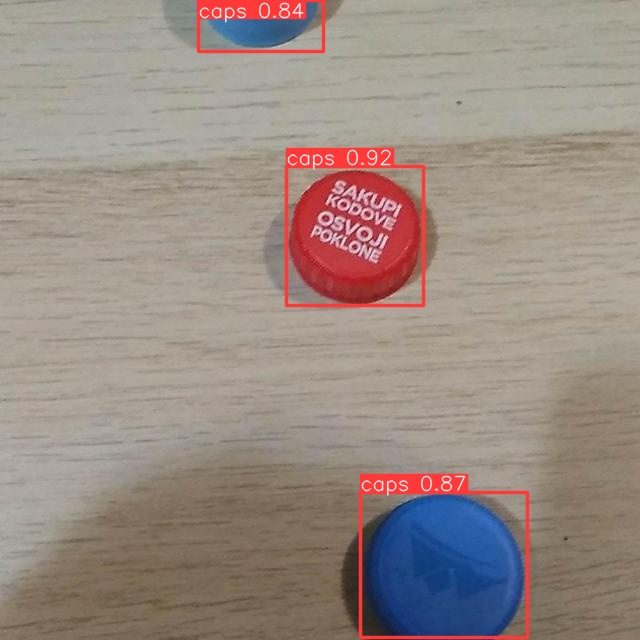 caps 0.84
caps 0.92
SAKUPI
KODOVE
OSVOJI
POKLONE
caps 0.87